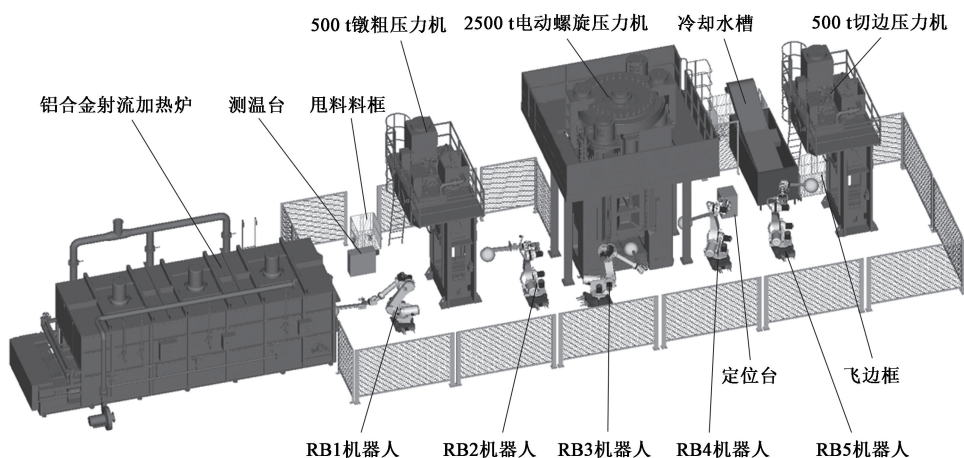 500 t镦粗压力机
2500 t电动螺旋压力机
冷却水槽
500 t切边压力机
铝合金射流加热炉
测温台
甩料料框
定位台
飞边框
RB1机器人
RB2机器人
RB3机器人
RB4机器人
RB5机器人